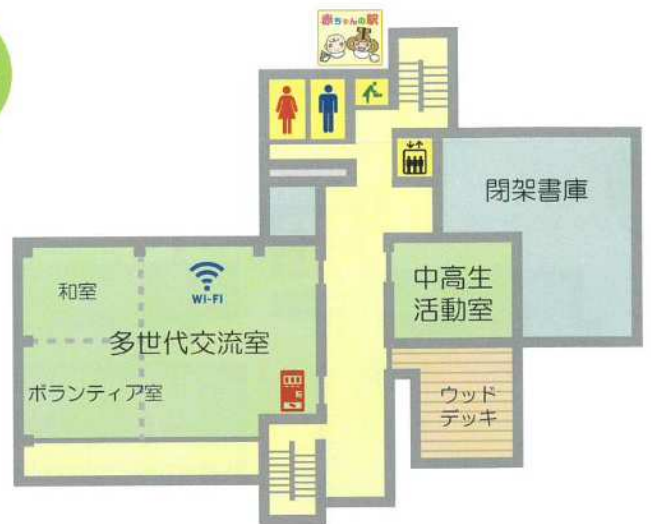 赤ちゃんの駅
閉架書庫
和室
WI-FI
中高生
活動室
多世代交流室
ボランティア室
ウッド
デッキ